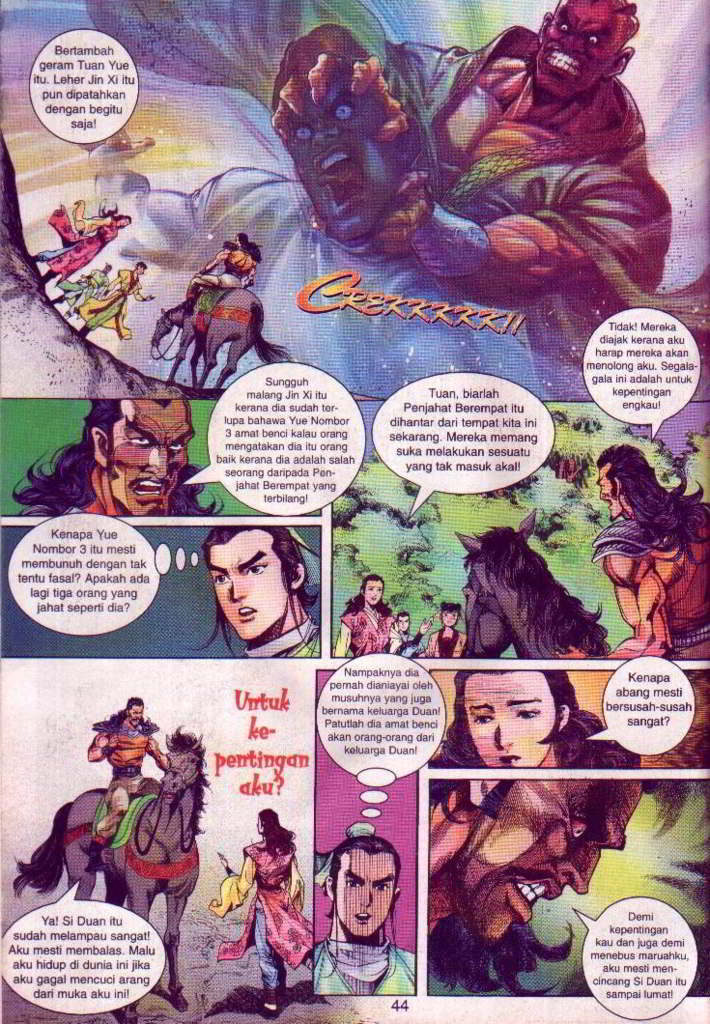 Bertambah
geram Tuan Yue
itu. Leher Jin Xi itu
pun dipatahkan
dengan begitu
saja!
CREKKKKKK!!
Sungguh
malang Jin Xi itu
kerana dia sudah ter-
lupa bahawa Yue Nombor
3 amat benci kalau orang
mengatakan dia itu orang
baik kerana dia adalah salah
seorang daripada Pen-
jahat Berempat yang
terbilang!
Tuan, biarlah
Penjahat Berempat itu
dihantar dari tempat kita ini
sekarang. Mereka memang
suka melakukan sesuatu
yang tak masuk akal!
Tidak! Mereka
diajak kerana aku
harap mereka akan
menolong aku. Segala-
gala ini adalah untuk
kepentingan
engkau!
Kenapa Yue
Nombor 3 itu mesti
membunuh dengan tak
tentu fasal? Apakah ada
lagi tiga orang yang
jahat seperti dia?
Untuk
ke-
pentingan
aku?
Ya! Si Duan itu
sudah melampau sangat!
Aku mesti membalas. Malu
aku hidup di dunia ini jika
aku gagal mencuci arang
dari muka aku ini!
Nampaknya dia
pernah dianiayai oleh
musuhnya yang juga
bernama keluarga Duan!
Patutlah dia amat benci
akan orang-orang dari
keluarga Duan!
Kenapa
abang mesti
bersusah-susah
sangat?
Demi
kepentingan
kau dan juga demi
menebus maruahku,
aku mesti men-
cincang Si Duan itu
sampai lumat!
44